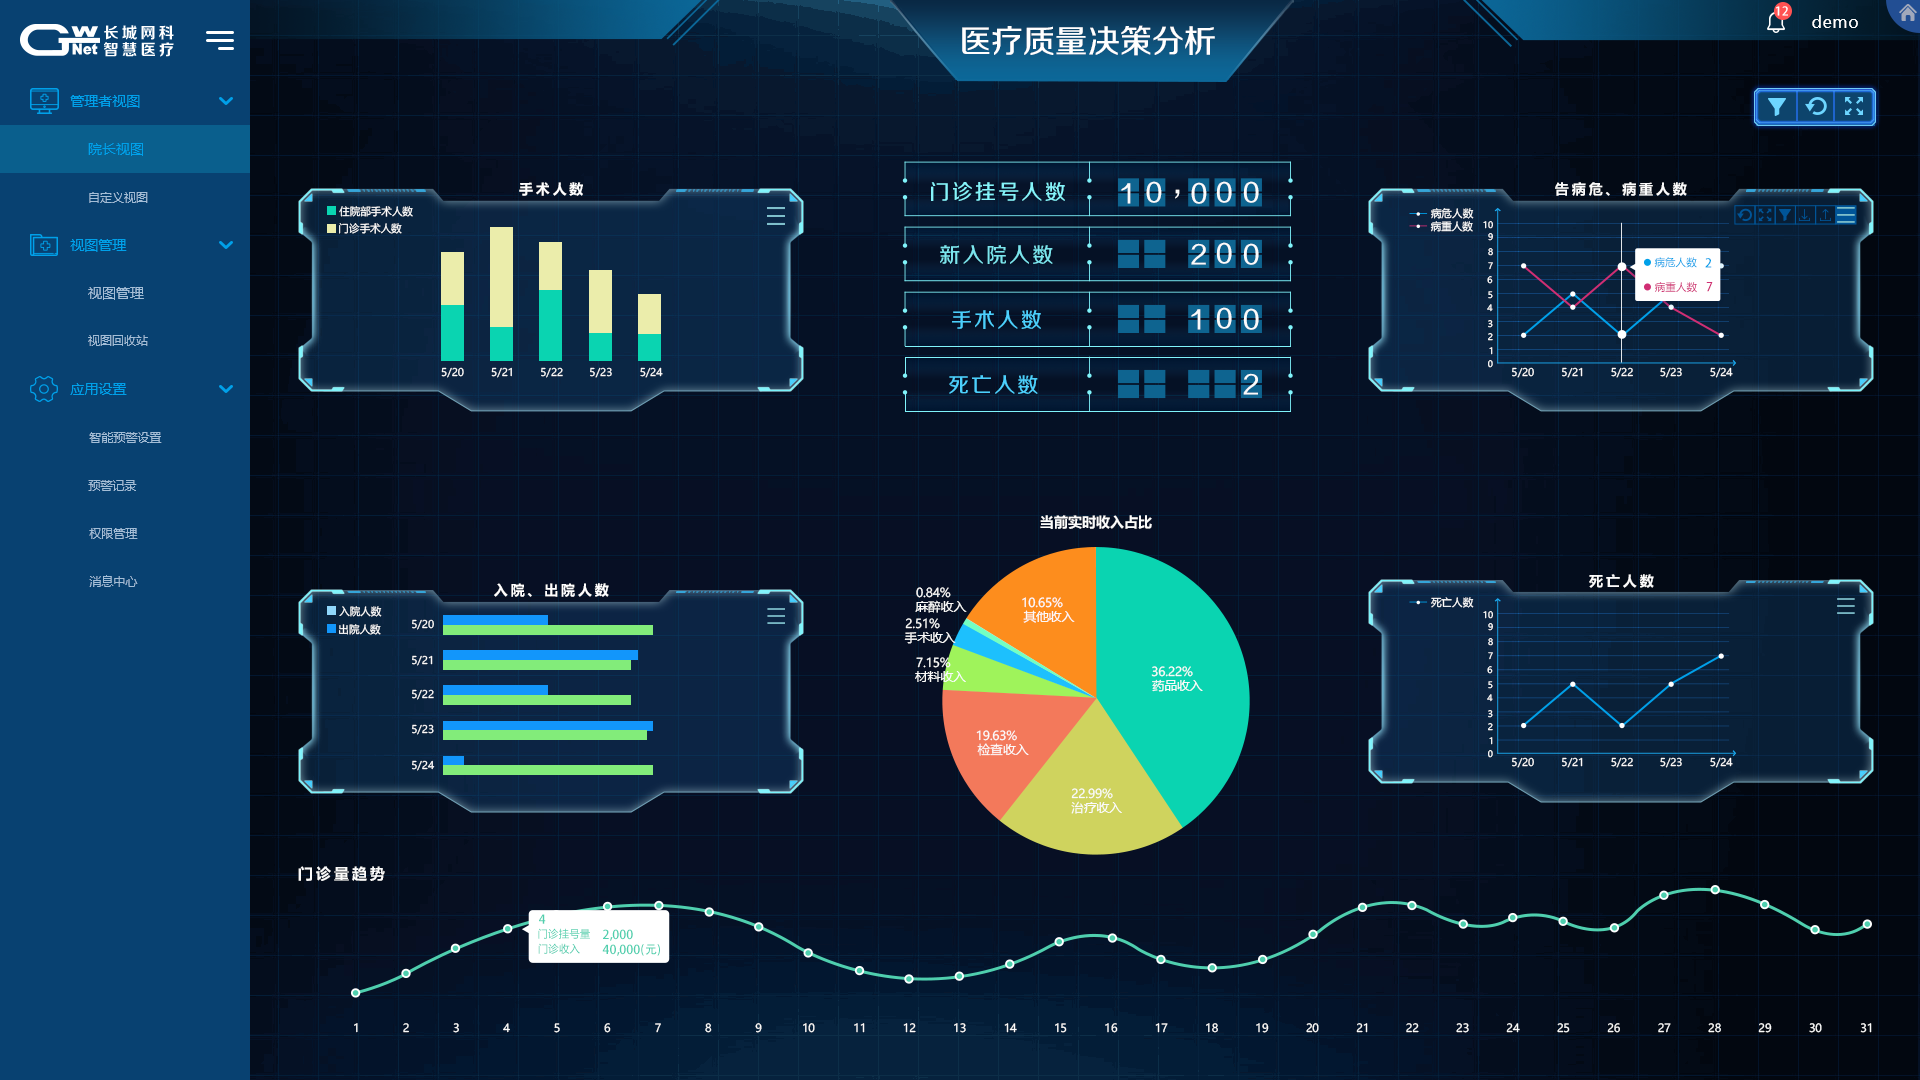 GW Net 长城网科 智慧医疗
管理者视图
院长视图
自定义视图
视图管理
视图管理
视图回收站
应用设置
智能预警设置
预警记录
权限管理
消息中心
医疗质量决策分析
12
demo
手术人数
住院部手术人数
门诊手术人数
5/20 5/21 5/22 5/23 5/24
门诊挂号人数 10,000
新入院人数 200
手术人数 100
死亡人数 2
告病危、病重人数
病危人数
病重人数
10
9
8
7
6
5
4
3
2
1
0
病危人数 2
病重人数 7
5/20 5/21 5/22 5/23 5/24
入院、出院人数
入院人数
出院人数
5/20
5/21
5/22
5/23
5/24
当前实时收入占比
0.84%
麻醉收入
2.51%
手术收入
7.15%
材料收入
10.65%
其他收入
36.22%
药品收入
19.63%
检查收入
22.99%
治疗收入
死亡人数
死亡人数
10
9
8
7
6
5
4
3
2
1
0
5/20 5/21 5/22 5/23 5/24
门诊量趋势
4
门诊挂号量 2,000
门诊收入 40,000(元)
1 2 3 4 5 6 7 8 9 10 11 12 13 14 15 16 17 18 19 20 21 22 23 24 25 26 27 28 29 30 31